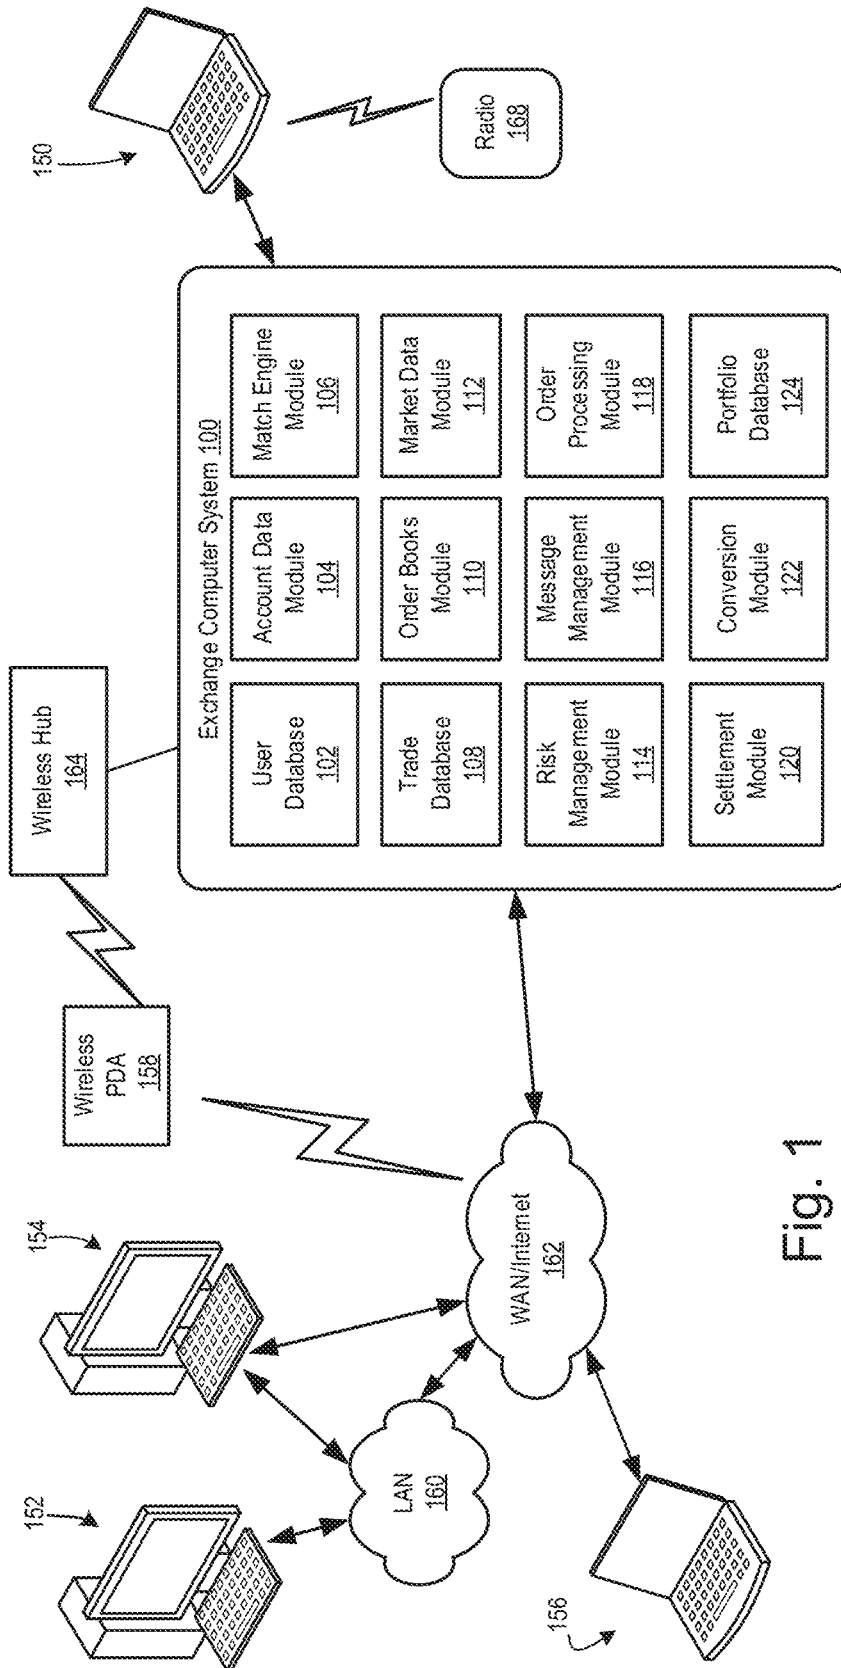 152
154
Wireless
PDA
158
Wireless Hub
164
150
Radio
168
LAN
160
WAN/Internet
162
156
Exchange Computer System 100
User
Database
102
Account Data
Module
104
Match Engine
Module
106
Trade
Database
108
Order Books
Module
110
Market Data
Module
112
Risk
Management
Module
114
Message
Management
Module
116
Order
Processing
Module
118
Settlement
Module
120
Conversion
Module
122
Portfolio
Database
124
Fig. 1